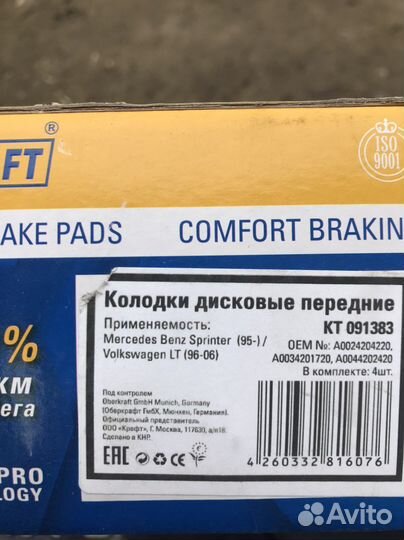 FT ®
ISO
9001
AKE PADS COMFORT BRAKIN
%
км
ега
PRO
LOGY
Колодки дисковые передние
Применяемость: КТ 091383
Mercedes Benz Sprinter (95-) / OEM №: A0024204220,
Volkswagen LT (96-06) A0034201720, A0044202420
В комплекте: 4шт.
Под контролем
Oberkraft GmbH Munich, Germany
(Оберкрафт ГмбХ, Мюнхен, Германия).
Официальный представитель
ООО «Крафт», Г. Москва, 117630, а/я18.
Сделано в КНР.
EAC CE
4 260332 816076
Avito